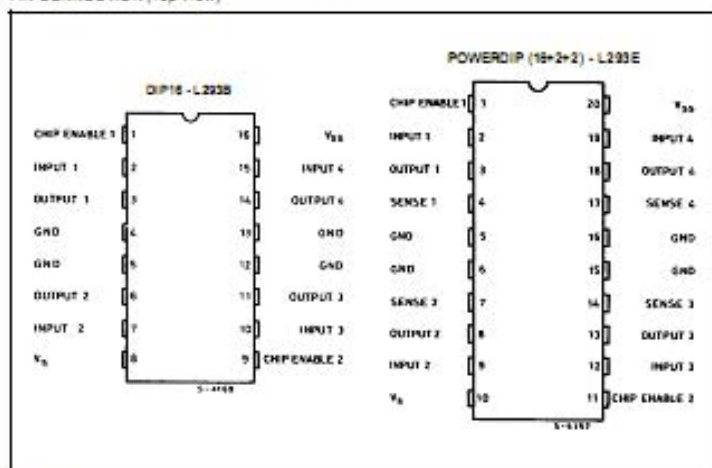 DIP16 - L293B
CHIP ENABLE 1 1 16 VSS
INPUT 1 2 15 INPUT 4
OUTPUT 1 3 14 OUTPUT 4
GND 4 13 GND
GND 5 12 GND
OUTPUT 2 6 11 OUTPUT 3
INPUT 2 7 10 INPUT 3
VS 8 9 CHIP ENABLE 2
POWERDIP (16+2+2) - L293E
CHIP ENABLE 1 1 20 VSS
INPUT 1 2 19 INPUT 4
OUTPUT 1 3 18 OUTPUT 4
SENSE 1 4 17 SENSE 4
GND 5 16 GND
GND 6 15 GND
SENSE 2 7 14 SENSE 3
OUTPUT 2 8 13 OUTPUT 3
INPUT 2 9 12 INPUT 3
VS 10 11 CHIP ENABLE 2